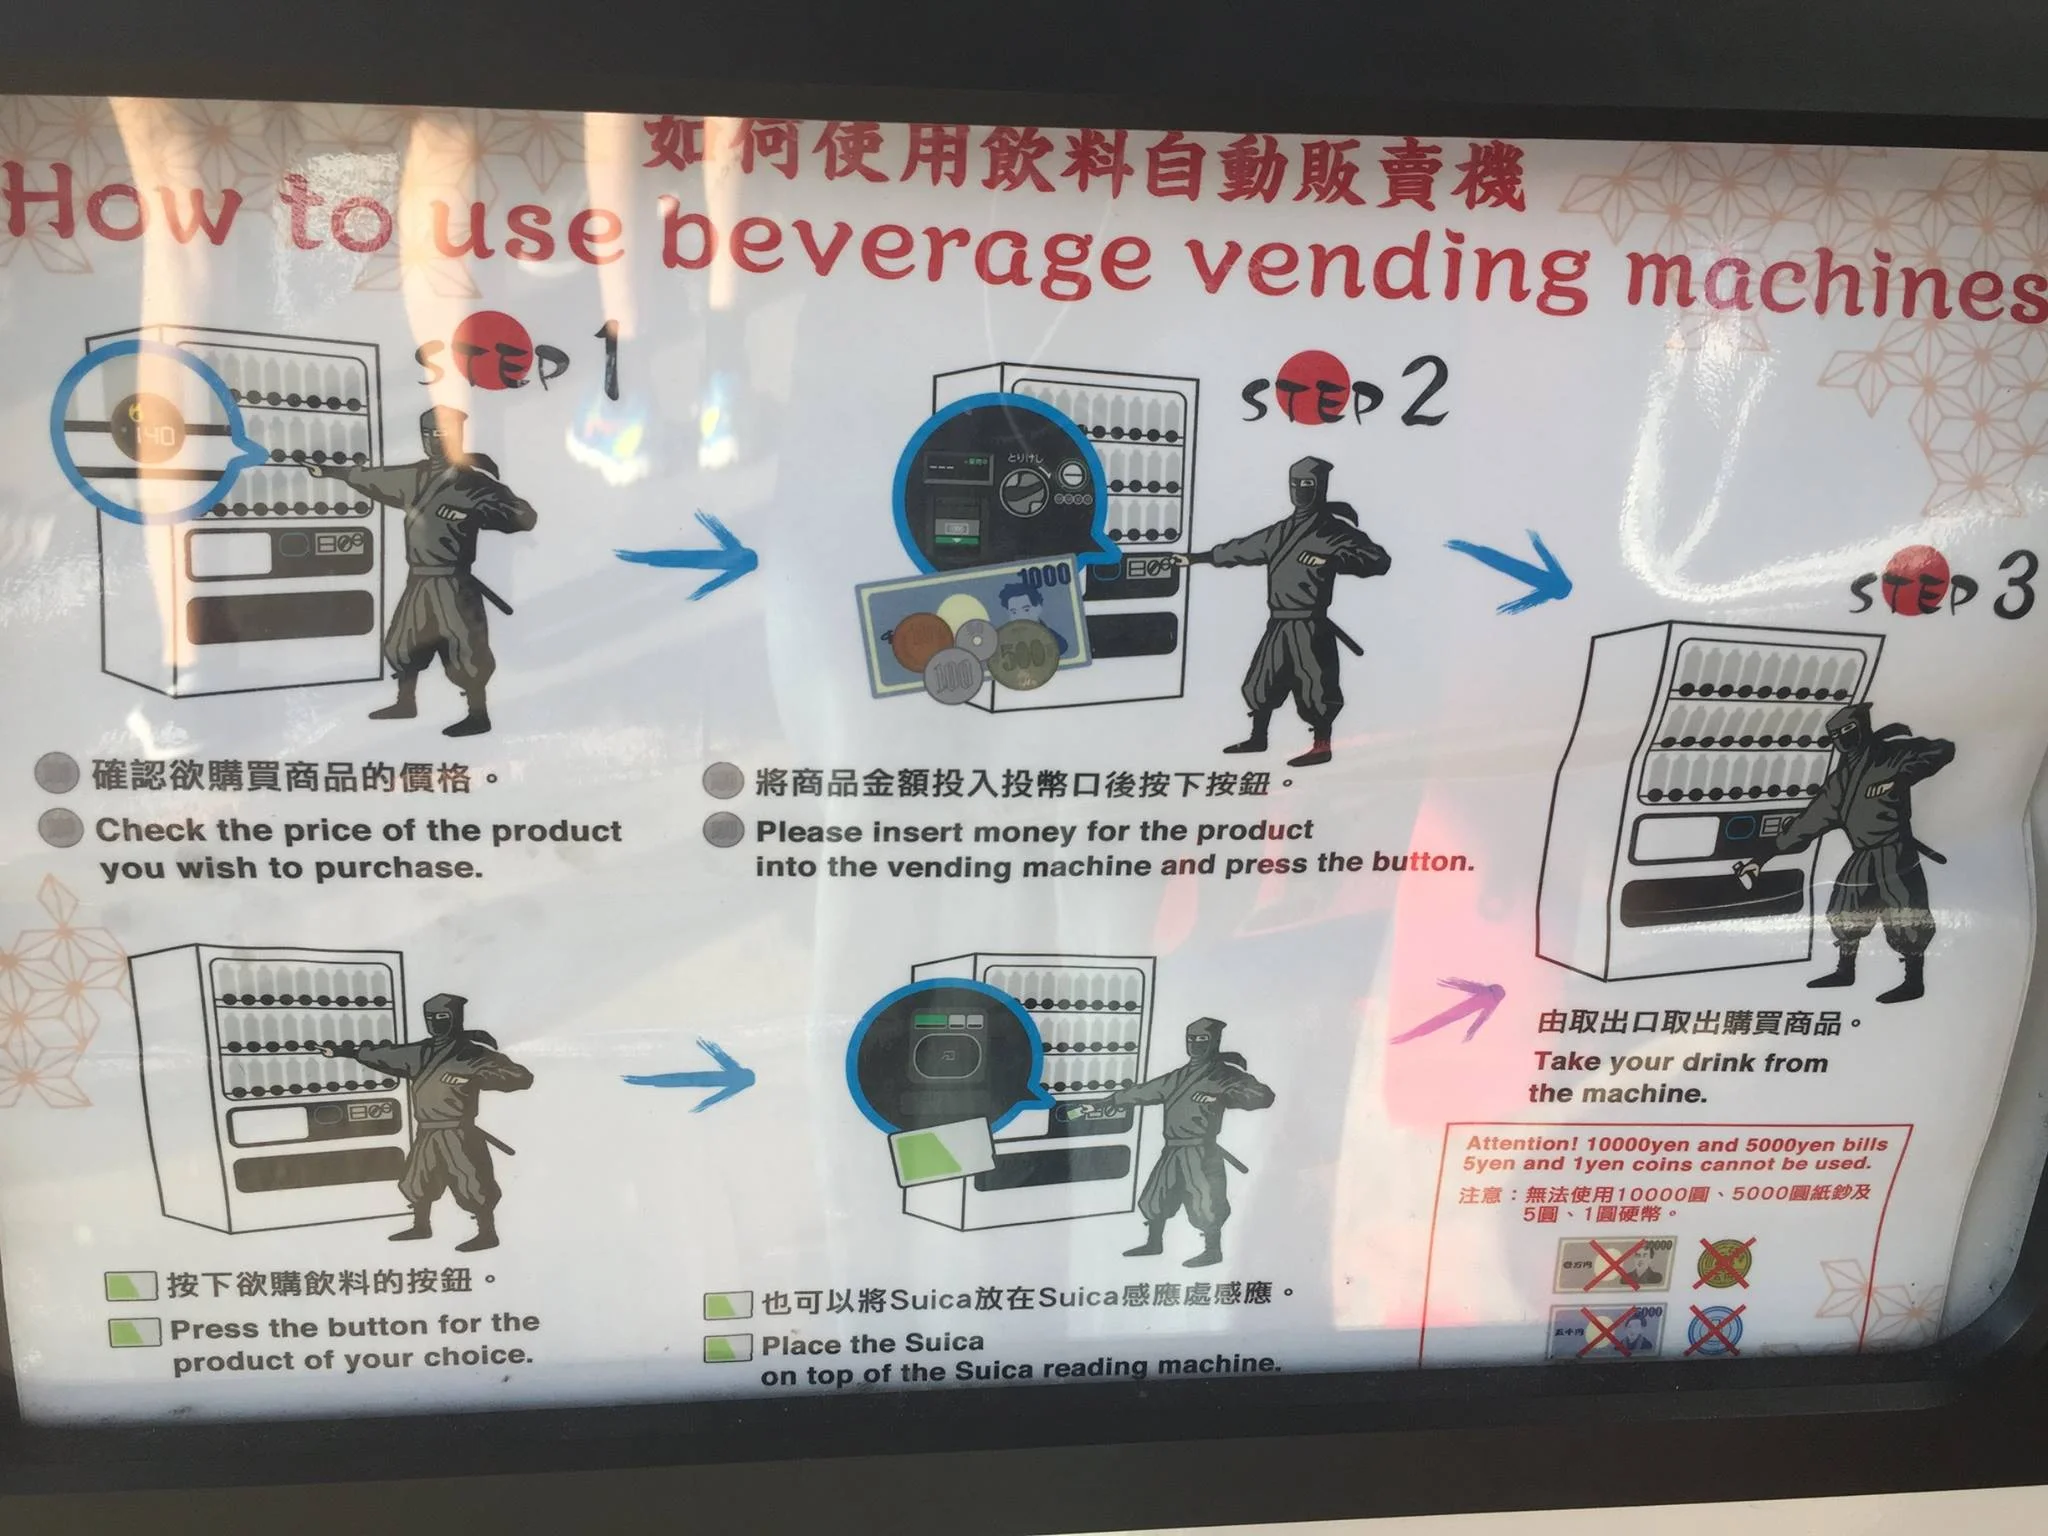 如何使用飲料自動販賣機
How to use beverage vending machines
STEP 1
140
確認欲購買商品的價格。
Check the price of the product
you wish to purchase.
STEP 2
とりけし
1000
100
500
將商品金額投入投幣口後按下按鈕。
Please insert money for the product
into the vending machine and press the button.
STEP 3
由取出口取出購買商品。
Take your drink from
the machine.
按下欲購飲料的按鈕。
Press the button for the
product of your choice.
也可以將Suica放在Suica感應處感應。
Place the Suica
on top of the Suica reading machine.
Attention! 10000yen and 5000yen bills
5yen and 1yen coins cannot be used.
注意：無法使用10000圓、5000圓紙鈔及
5圓、1圓硬幣。
10000
壱万円
5000
五千円